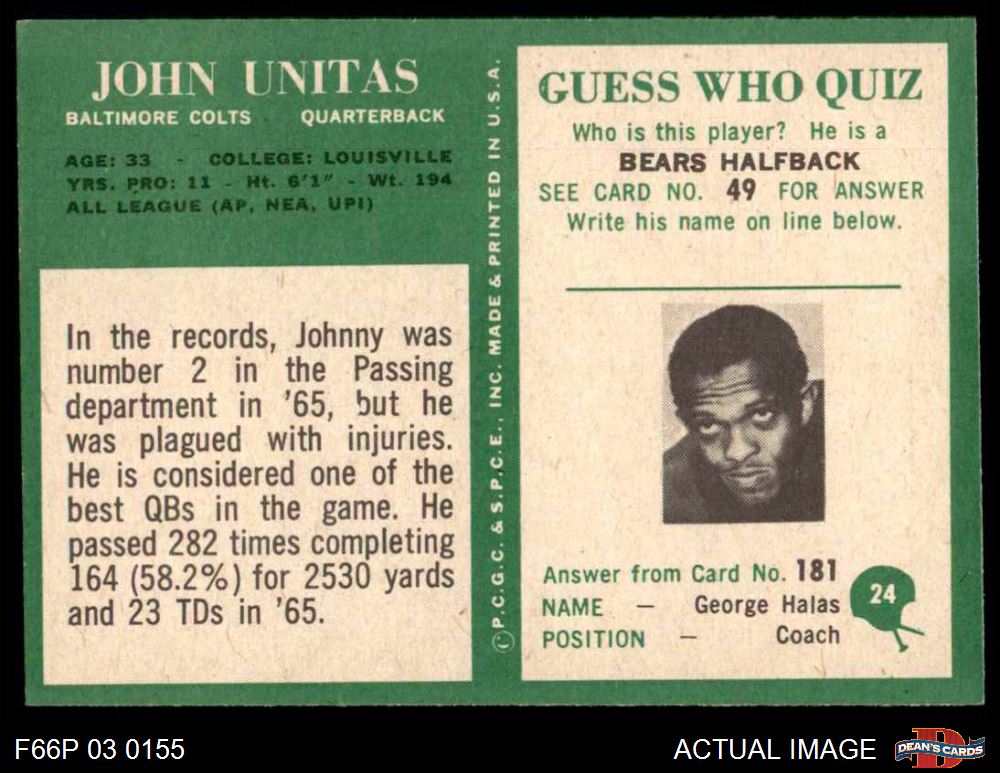 JOHN UNITAS
BALTIMORE COLTS QUARTERBACK
AGE: 33 - COLLEGE: LOUISVILLE
YRS. PRO: 11 - Ht. 6'1" - Wt. 194
ALL LEAGUE (AP, NEA, UPI)
In the records, Johnny was
number 2 in the Passing
department in '65, but he
was plagued with injuries.
He is considered one of the
best QBs in the game. He
passed 282 times completing
164 (58.2%) for 2530 yards
and 23 TDs in '65.
© P.C.G.C. & S.P.C.E., INC. MADE & PRINTED IN U.S.A.
GUESS WHO QUIZ
Who is this player? He is a
BEARS HALFBACK
SEE CARD NO. 49 FOR ANSWER
Write his name on line below.
Answer from Card No. 181
NAME — George Halas
POSITION — Coach
24
F66P 03 0155
ACTUAL IMAGE
D
DEAN'S CARDS